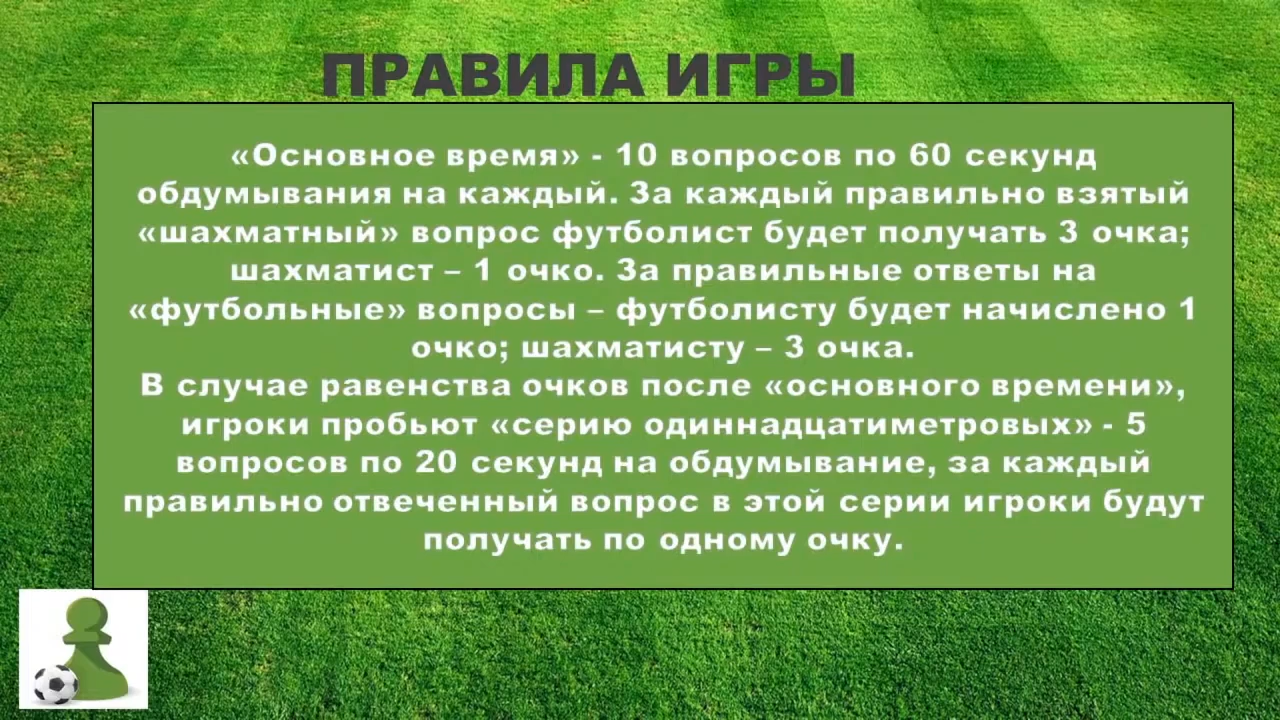 ПРАВИЛА ИГРЫ
«Основное время» - 10 вопросов по 60 секунд
обдумывания на каждый. За каждый правильно взятый
«шахматный» вопрос футболист будет получать 3 очка;
шахматист – 1 очко. За правильные ответы на
«футбольные» вопросы – футболисту будет начислено 1
очко; шахматисту – 3 очка.
В случае равенства очков после «основного времени»,
игроки пробьют «серию одиннадцатиметровых» - 5
вопросов по 20 секунд на обдумывание, за каждый
правильно отвеченный вопрос в этой серии игроки будут
получать по одному очку.